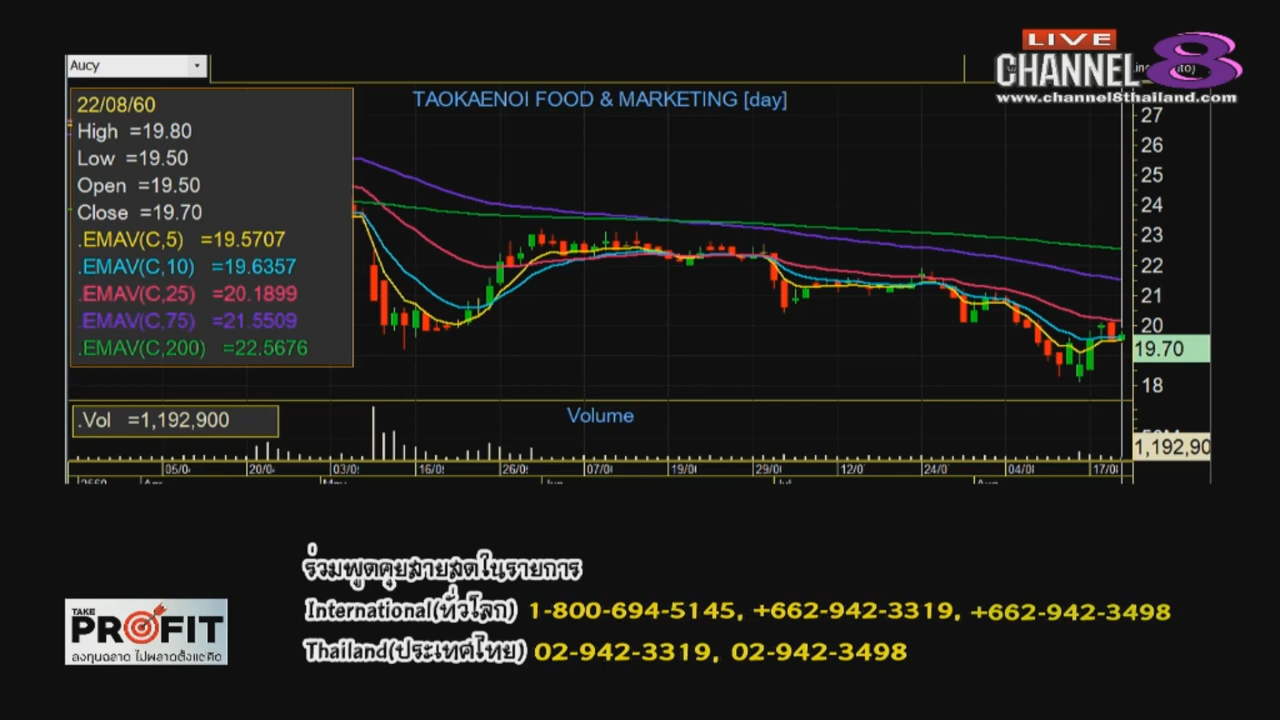 LIVE
CHANNEL 8
www.channel8thailand.com
Aucy
TAOKAENOI FOOD & MARKETING [day]
22/08/60
High =19.80
Low =19.50
Open =19.50
Close =19.70
.EMAV(C,5) =19.5707
.EMAV(C,10) =19.6357
.EMAV(C,25) =20.1899
.EMAV(C,75) =21.5509
.EMAV(C,200) =22.5676
27
26
25
24
23
22
21
20
19.70
18
.Vol =1,192,900
Volume
1,192,90
05/0 20/0 03/0 16/0 26/0 07/0 19/0 29/0 12/0 24/0 04/0 17/0
ร่วมพูดคุยสายสดในรายการ
International(ทั่วโลก) 1-800-694-5145, +662-942-3319, +662-942-3498
Thailand(ประเทศไทย) 02-942-3319, 02-942-3498
TAKE
PROFIT
ลงทุนฉลาด ไม่พลาดตั้งแต่คิด